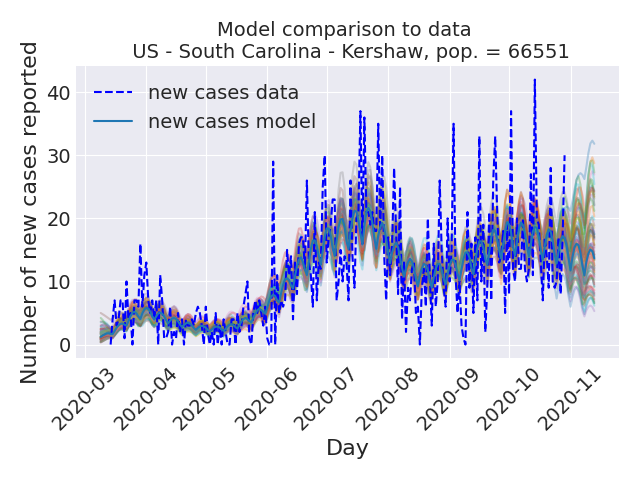 Model comparison to data
US - South Carolina - Kershaw, pop. = 66551
Number of new cases reported
new cases data
new cases model
40
30
20
10
0
2020-03
2020-04
2020-05
2020-06
2020-07
2020-08
2020-09
2020-10
2020-11
Day